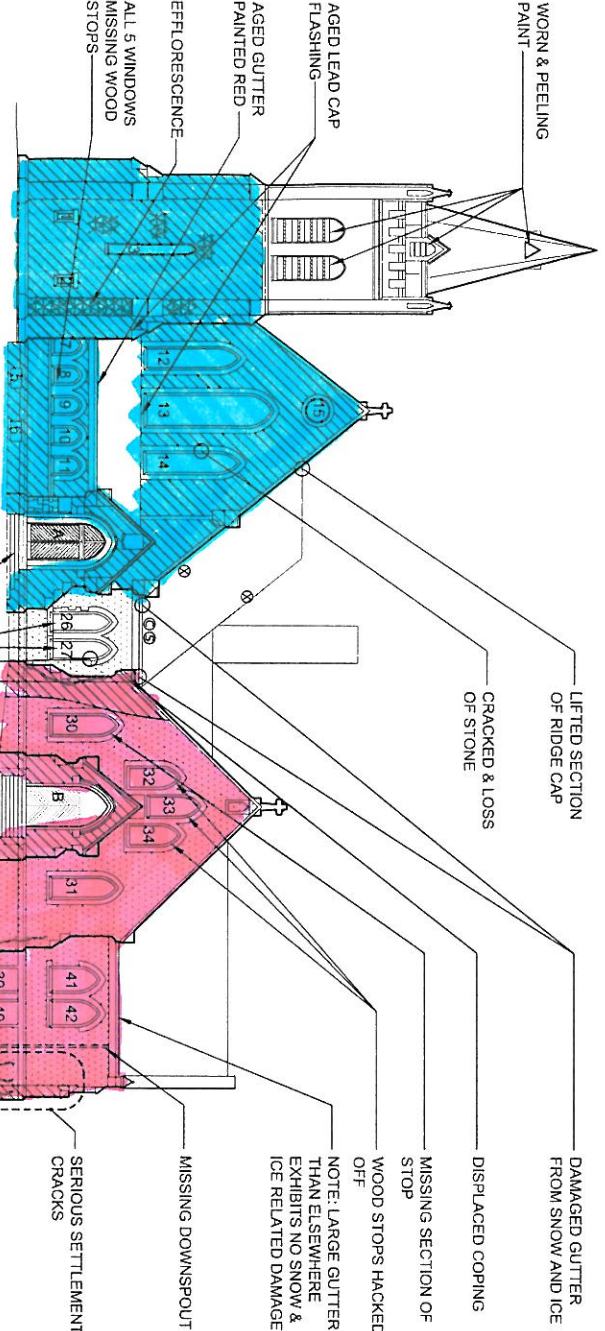 WORN & PEELING
PAINT
AGED LEAD CAP
FLASHING
AGED GUTTER
PAINTED RED
EFFLORESCENCE
ALL 5 WINDOWS
MISSING WOOD
STOPS
LIFTED SECTION
OF RIDGE CAP
CRACKED & LOSS
OF STONE
DAMAGED GUTTER
FROM SNOW AND ICE
DISPLACED COPING
MISSING SECTION OF
STOP
WOOD STOPS HACKED
OFF
NOTE: LARGE GUTTER
THAN ELSEWHERE
EXHIBITS NO SNOW &
ICE RELATED DAMAGE
MISSING DOWNSPOUT
SERIOUS SETTLEMENT
CRACKS
12
13
14
15
7
8
9
10
11
A
26
27
30
32
33
34
B
31
41
42